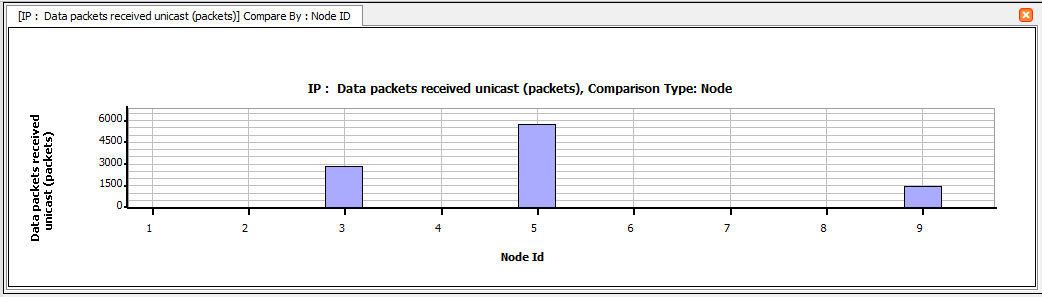 [IP :  Data packets received unicast (packets)] Compare By : Node ID
IP :  Data packets received unicast (packets), Comparison Type: Node
Data packets received
unicast (packets)
6000
4500
3000
1500
0
1 2 3 4 5 6 7 8 9
Node Id